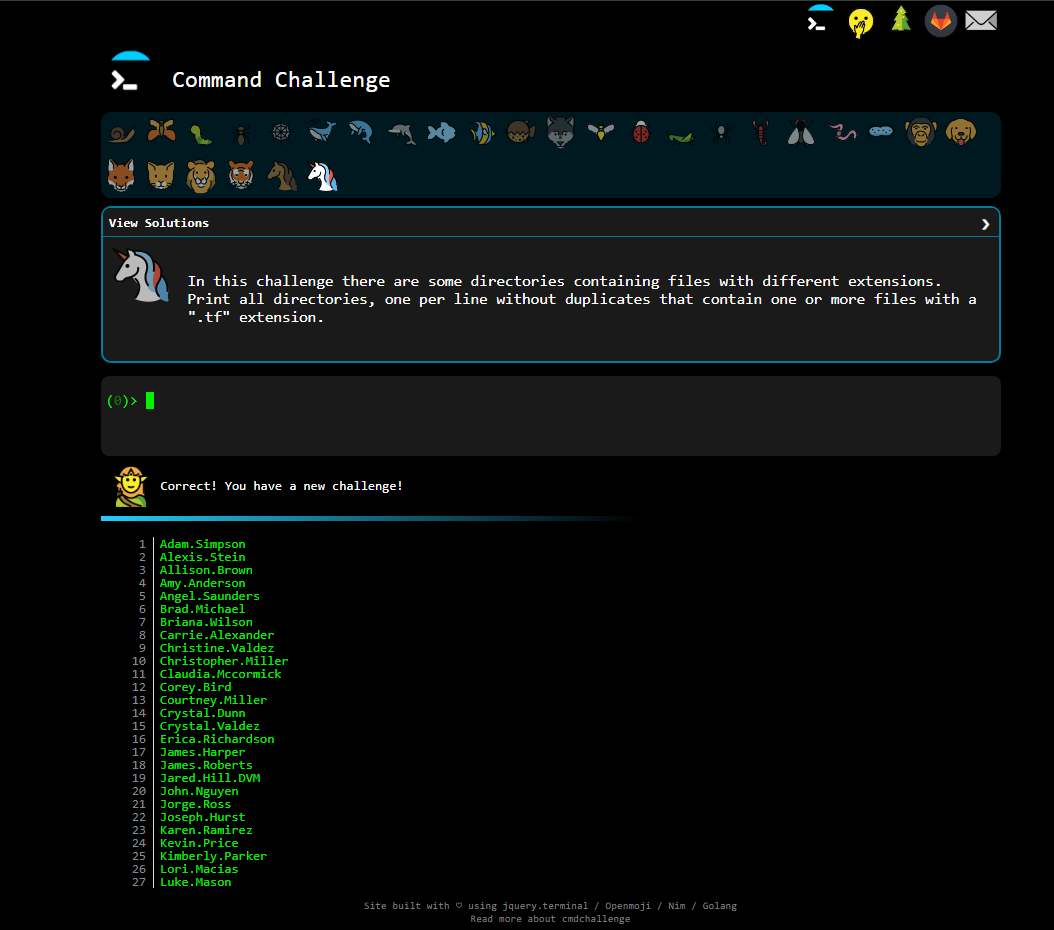 Command Challenge
View Solutions ❯
In this challenge there are some directories containing files with different extensions.
Print all directories, one per line without duplicates that contain one or more files with a
".tf" extension.
(0)>
Correct! You have a new challenge!
1 Adam.Simpson
2 Alexis.Stein
3 Allison.Brown
4 Amy.Anderson
5 Angel.Saunders
6 Brad.Michael
7 Briana.Wilson
8 Carrie.Alexander
9 Christine.Valdez
10 Christopher.Miller
11 Claudia.Mccormick
12 Corey.Bird
13 Courtney.Miller
14 Crystal.Dunn
15 Crystal.Valdez
16 Erica.Richardson
17 James.Harper
18 James.Roberts
19 Jared.Hill.DVM
20 John.Nguyen
21 Jorge.Ross
22 Joseph.Hurst
23 Karen.Ramirez
24 Kevin.Price
25 Kimberly.Parker
26 Lori.Macias
27 Luke.Mason
Site built with ♡ using jquery.terminal / Openmoji / Nim / Golang
Read more about cmdchallenge